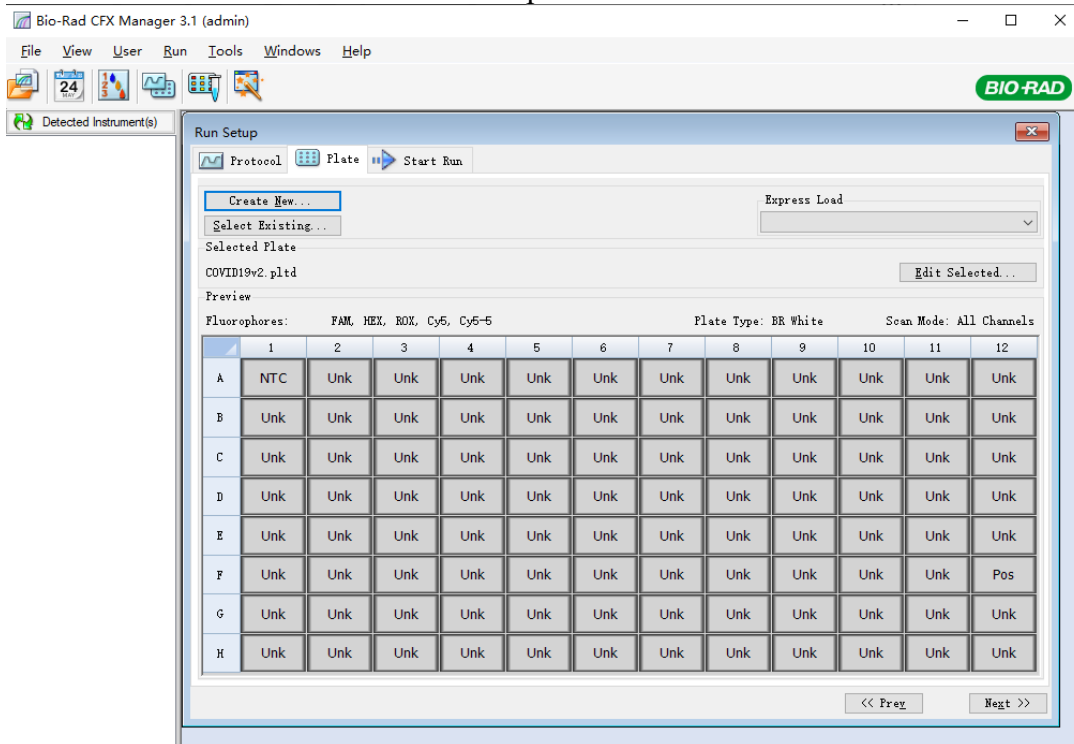 Bio-Rad CFX Manager 3.1 (admin)
File View User Run Tools Windows Help
24
MAY
1
2
3
BIO-RAD
Detected Instrument(s)
Run Setup
Protocol Plate Start Run
Create New...
Express Load
Select Existing...
Selected Plate
COVID19v2.pltd
Edit Selected...
Preview
Fluorophores: FAM, HEX, ROX, Cy5, Cy5-5 Plate Type: BR White Scan Mode: All Channels
1 2 3 4 5 6 7 8 9 10 11 12
A NTC Unk Unk Unk Unk Unk Unk Unk Unk Unk Unk Unk
B Unk Unk Unk Unk Unk Unk Unk Unk Unk Unk Unk Unk
C Unk Unk Unk Unk Unk Unk Unk Unk Unk Unk Unk Unk
D Unk Unk Unk Unk Unk Unk Unk Unk Unk Unk Unk Unk
E Unk Unk Unk Unk Unk Unk Unk Unk Unk Unk Unk Unk
F Unk Unk Unk Unk Unk Unk Unk Unk Unk Unk Unk Pos
G Unk Unk Unk Unk Unk Unk Unk Unk Unk Unk Unk Unk
H Unk Unk Unk Unk Unk Unk Unk Unk Unk Unk Unk Unk
<< Prev Next >>